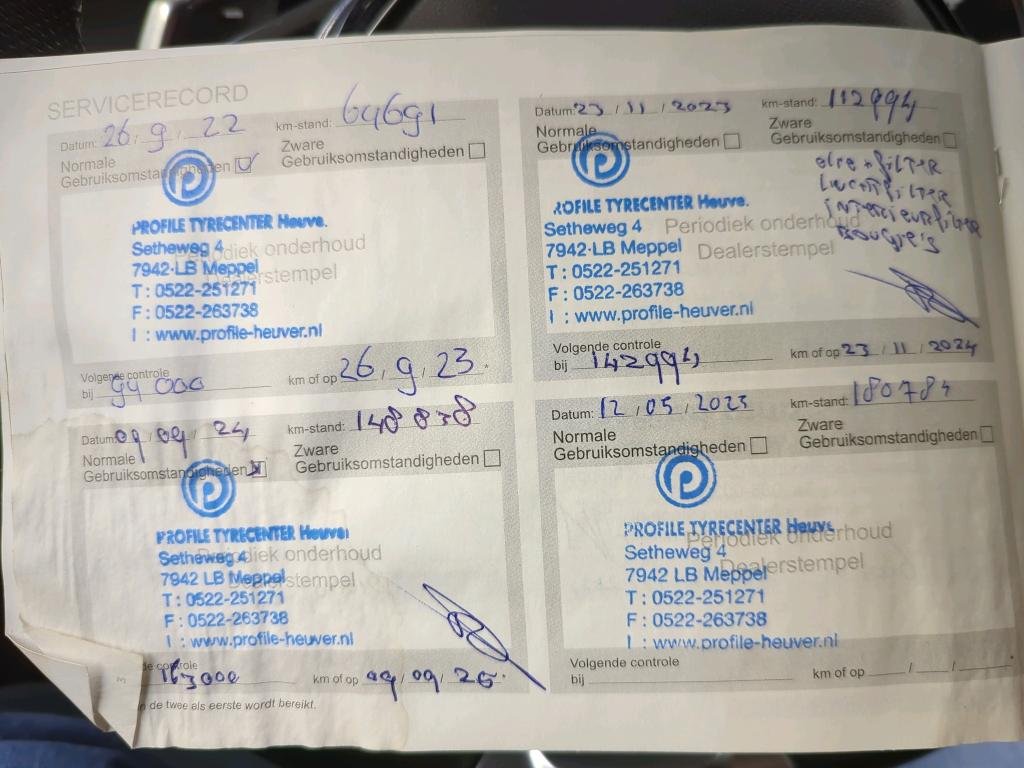 SERVICERECORD
Datum: 26.9.22 km-stand: 69691
Normale Gebruiksomstandigheden
Zware Gebruiksomstandigheden
PROFILE TYRECENTER Heuver
Setheweg 4
Periodiek onderhoud
7942-LB Meppel
Dealerstempel
T : 0522-251271
F : 0522-263738
I : www.profile-heuver.nl
Volgende controle
bij 94 000 km of op 26.9.23.
Datum: 23/11/2023 km-stand: 112994
Normale Gebruiksomstandigheden
Zware Gebruiksomstandigheden
olie + filter
luchtfilter
interieurfilter
Bougie's
ROFILE TYRECENTER Heuver.
Setheweg 4
Periodiek onderhoud
7942-LB Meppel
Dealerstempel
T : 0522-251271
F : 0522-263738
I : www.profile-heuver.nl
Volgende controle
bij 142994 km of op 23/11/2024
Datum: 09/09/24 km-stand: 148838
Normale Gebruiksomstandigheden
Zware Gebruiksomstandigheden
PROFILE TYRECENTER Heuver
Setheweg 4
Periodiek onderhoud
7942 LB Meppel
Dealerstempel
T : 0522-251271
F : 0522-263738
I : www.profile-heuver.nl
de controle
163000 km of op 09/09/25.
n de twee als eerste wordt bereikt.
Datum: 12/05/2025 km-stand: 180784
Normale Gebruiksomstandigheden
Zware Gebruiksomstandigheden
PROFILE TYRECENTER Heuve
Periodiek onderhoud
Setheweg 4
Dealerstempel
7942 LB Meppel
T : 0522-251271
F : 0522-263738
I : www.profile-heuver.nl
Volgende controle
bij km of op / /